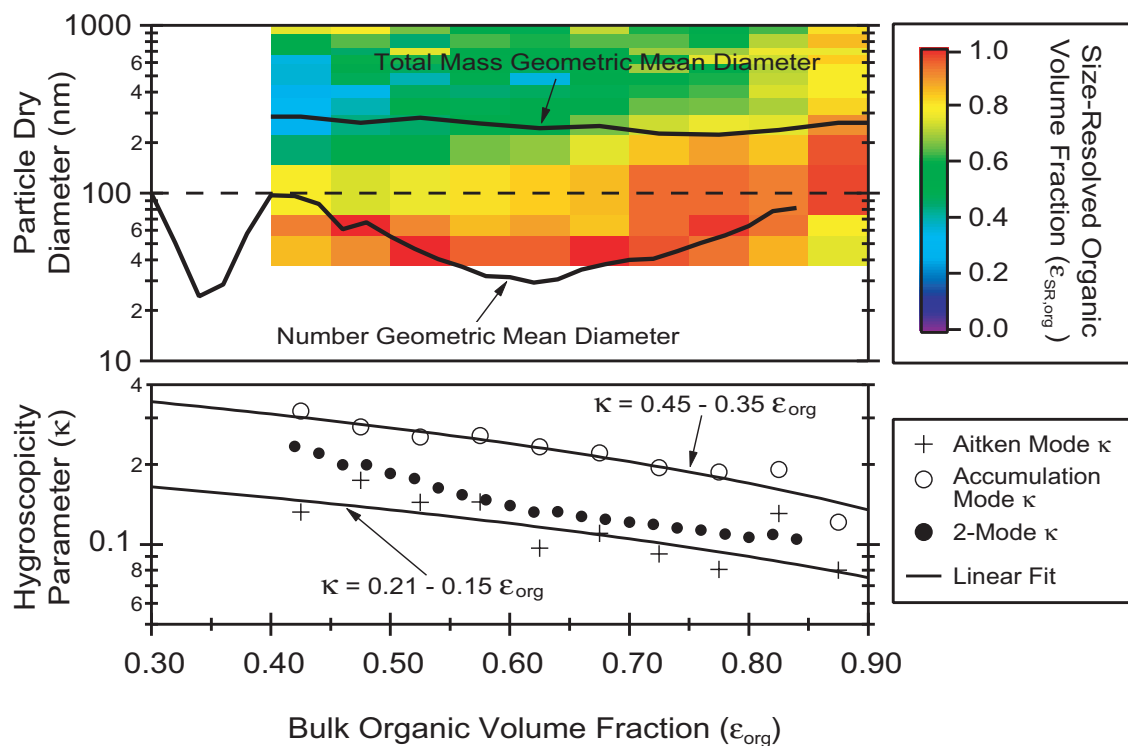 1000
6
4
2
100
6
4
2
10
Particle Dry
Diameter (nm)
Total Mass Geometric Mean Diameter
Number Geometric Mean Diameter
1.0
0.8
0.6
0.4
0.2
0.0
Size-Resolved Organic
Volume Fraction (εSR,org)
4
2
0.1
8
6
Hygroscopicity
Parameter (κ)
κ = 0.45 - 0.35 εorg
κ = 0.21 - 0.15 εorg
Aitken Mode κ
Accumulation
Mode κ
2-Mode κ
Linear Fit
0.30 0.40 0.50 0.60 0.70 0.80 0.90
Bulk Organic Volume Fraction (εorg)